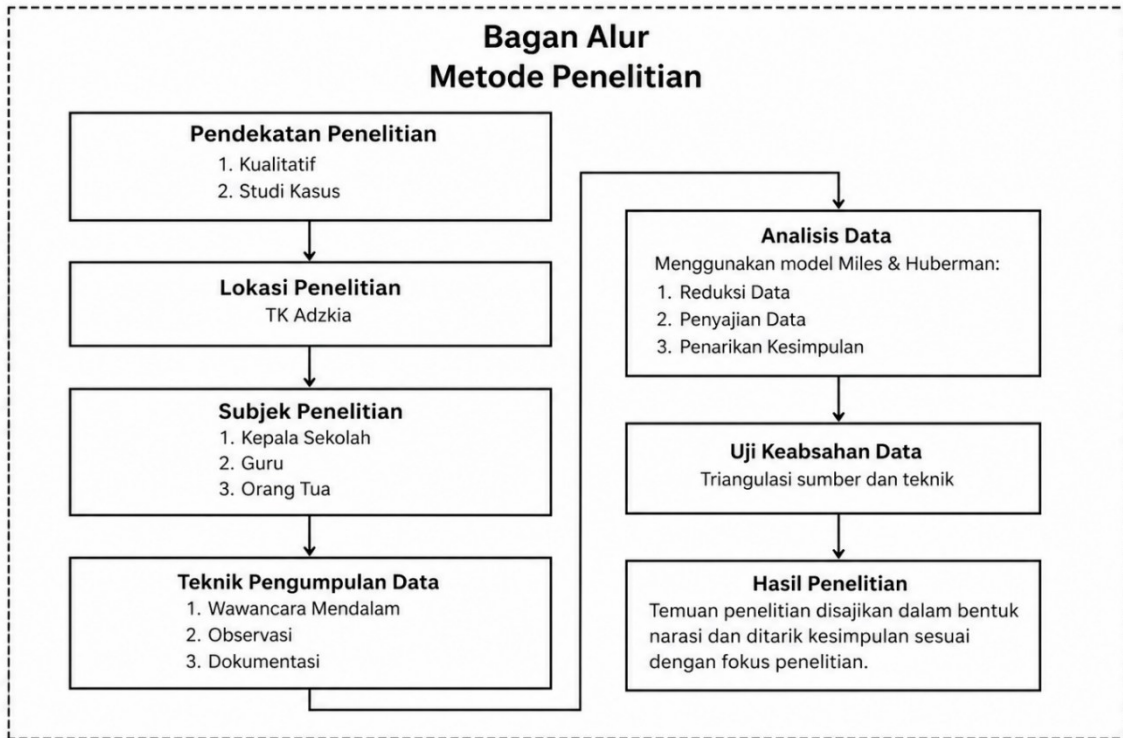 Bagan Alur
Metode Penelitian
Pendekatan Penelitian
1. Kualitatif
2. Studi Kasus
Lokasi Penelitian
TK Adzkia
Subjek Penelitian
1. Kepala Sekolah
2. Guru
3. Orang Tua
Teknik Pengumpulan Data
1. Wawancara Mendalam
2. Observasi
3. Dokumentasi
Analisis Data
Menggunakan model Miles & Huberman:
1. Reduksi Data
2. Penyajian Data
3. Penarikan Kesimpulan
Uji Keabsahan Data
Triangulasi sumber dan teknik
Hasil Penelitian
Temuan penelitian disajikan dalam bentuk
narasi dan ditarik kesimpulan sesuai
dengan fokus penelitian.